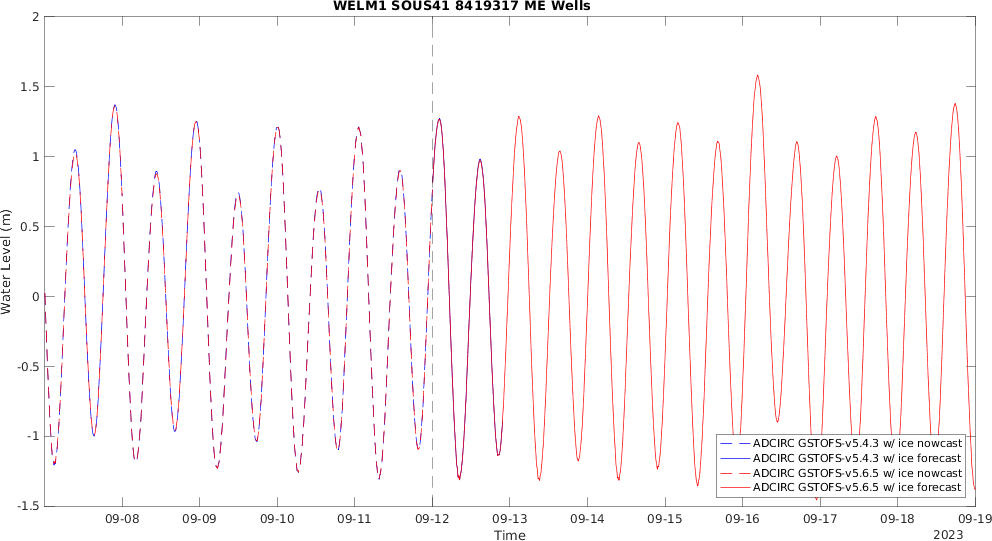 WELM1 SOUS41 8419317 ME Wells
2
1.5
1
0.5
0
-0.5
-1
-1.5
Water Level (m)
ADCIRC GSTOFS-v5.4.3 w/ ice nowcast
ADCIRC GSTOFS-v5.4.3 w/ ice forecast
ADCIRC GSTOFS-v5.6.5 w/ ice nowcast
ADCIRC GSTOFS-v5.6.5 w/ ice forecast
09-08 09-09 09-10 09-11 09-12 09-13 09-14 09-15 09-16 09-17 09-18 09-19
Time
2023